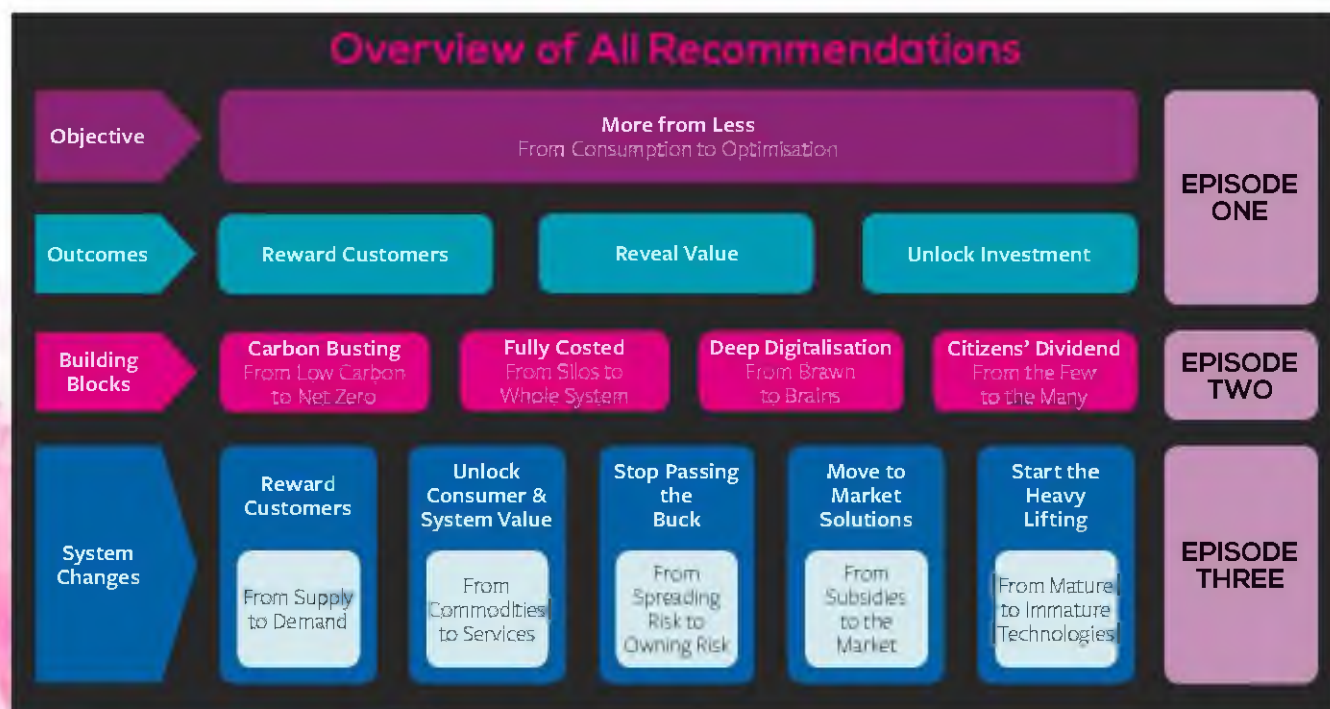 Overview of All Recommendations
Objective
More from Less
From Consumption to Optimisation
EPISODE
ONE
Outcomes
Reward Customers
Reveal Value
Unlock Investment
Building
Blocks
Carbon Busting
From Low Carbon
to Net Zero
Fully Costed
From Silos to
Whole System
Deep Digitalisation
From Brawn
to Brains
Citizens' Dividend
From the Few
to the Many
EPISODE
TWO
System
Changes
Reward
Customers
From Supply
to Demand
Unlock
Consumer &
System Value
From
Commodities
to Services
Stop Passing
the
Buck
From
Spreading
Risk to
Owning Risk
Move to
Market
Solutions
From
Subsidies
to the
Market
Start the
Heavy
Lifting
From Mature
to Immature
Technologies
EPISODE
THREE